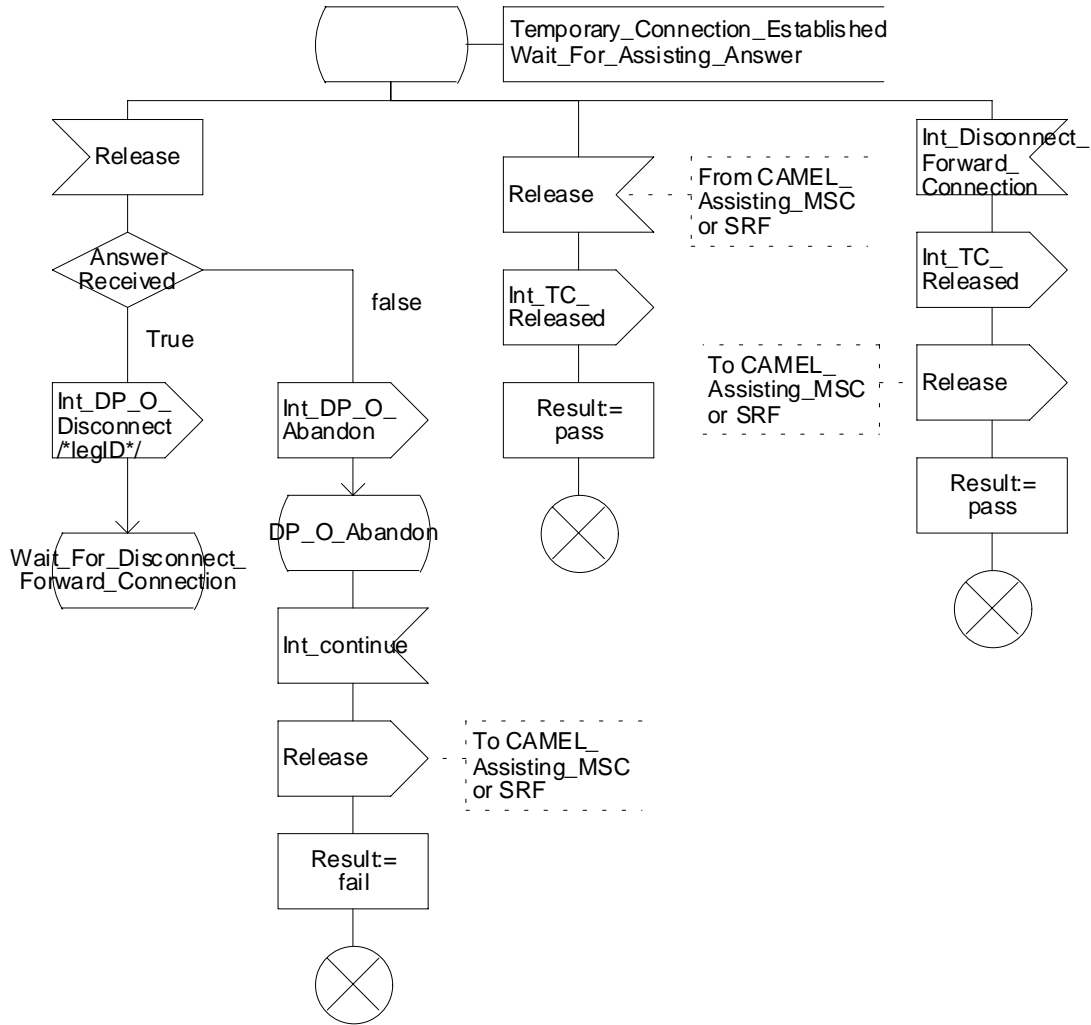 Temporary_Connection_Established
Wait_For_Assisting_Answer
Release
Answer
Received
True
false
Int_DP_O_
Disconnect
/*legID*/
Wait_For_Disconnect_
Forward_Connection
Int_DP_O_
Abandon
DP_O_Abandon
Int_continue
Release
To CAMEL_
Assisting_MSC
or SRF
Result:=
fail
Release
From CAMEL_
Assisting_MSC
or SRF
Int_TC_
Released
Result:=
pass
Int_Disconnect_
Forward_
Connection
Int_TC_
Released
To CAMEL_
Assisting_MSC
or SRF
Release
Result:=
pass